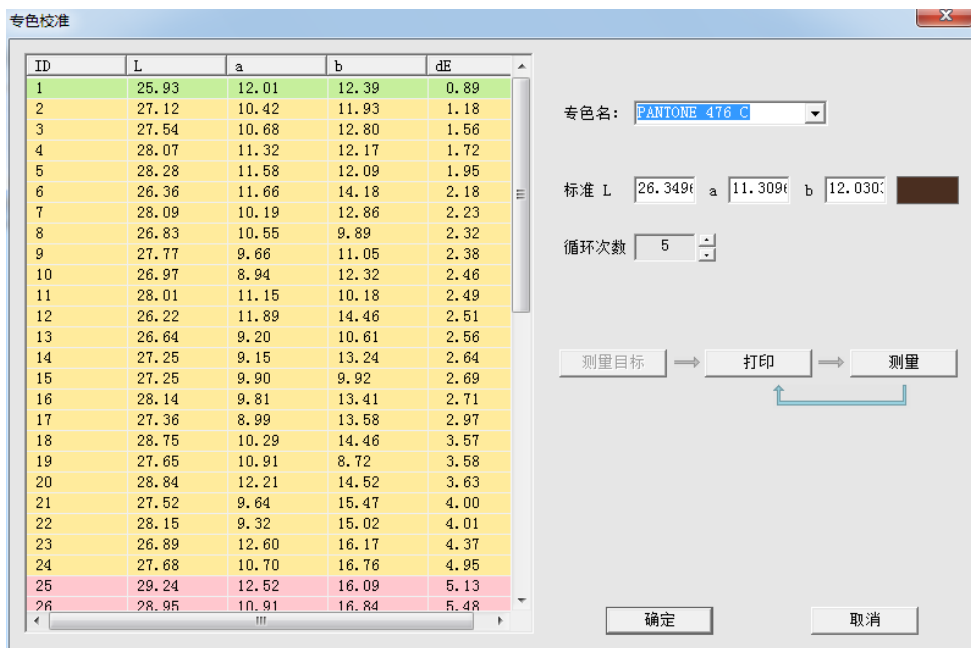 专色校准
ID L a b dE
1 25.93 12.01 12.39 0.89
2 27.12 10.42 11.93 1.18
3 27.54 10.68 12.80 1.56
4 28.07 11.32 12.17 1.72
5 28.28 11.58 12.09 1.95
6 26.36 11.66 14.18 2.18
7 28.09 10.19 12.86 2.23
8 26.83 10.55 9.89 2.32
9 27.77 9.66 11.05 2.38
10 26.97 8.94 12.32 2.46
11 28.01 11.15 10.18 2.49
12 26.22 11.89 14.46 2.51
13 26.64 9.20 10.61 2.56
14 27.25 9.15 13.24 2.64
15 27.25 9.90 9.92 2.69
16 28.14 9.81 13.41 2.71
17 27.36 8.99 13.58 2.97
18 28.75 10.29 14.46 3.57
19 27.65 10.91 8.72 3.58
20 28.84 12.21 14.52 3.63
21 27.52 9.64 15.47 4.00
22 28.15 9.32 15.02 4.01
23 26.89 12.60 16.17 4.37
24 27.68 10.70 16.76 4.95
25 29.24 12.52 16.09 5.13
26 28.95 10.91 16.84 5.48
专色名: PANTONE 476 C
标准 L 26.349 a 11.309 b 12.030
循环次数 5
测量目标 打印 测量
确定 取消